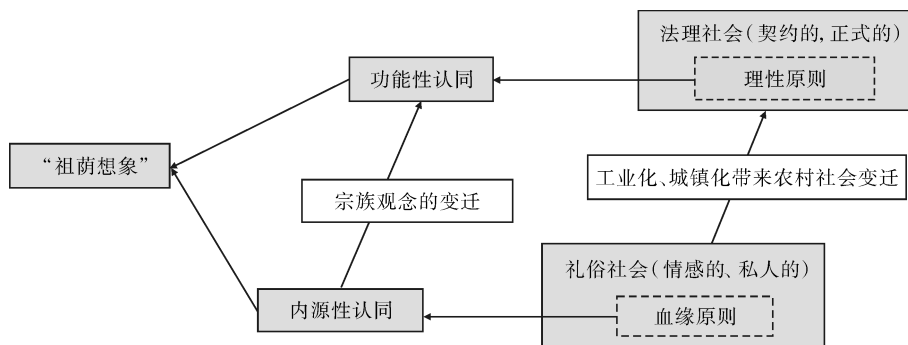 法理社会(契约的,正式的)
功能性认同
理性原则
“祖荫想象”
工业化、城镇化带来农村社会变迁
宗族观念的变迁
礼俗社会(情感的、私人的)
内源性认同
血缘原则